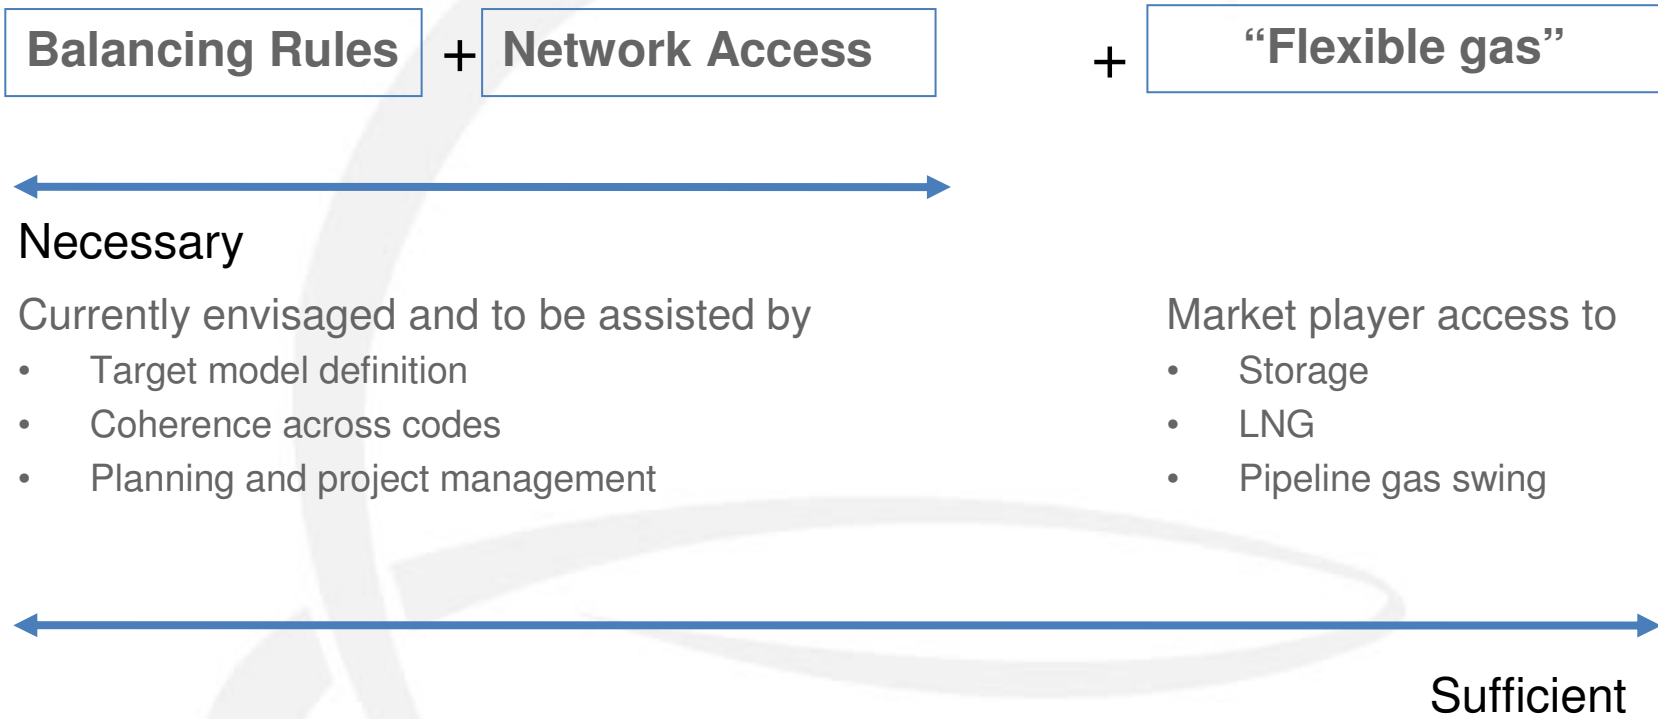 Balancing Rules + Network Access + “Flexible gas”
Necessary
Currently envisaged and to be assisted by
• Target model definition
• Coherence across codes
• Planning and project management
Market player access to
• Storage
• LNG
• Pipeline gas swing
Sufficient